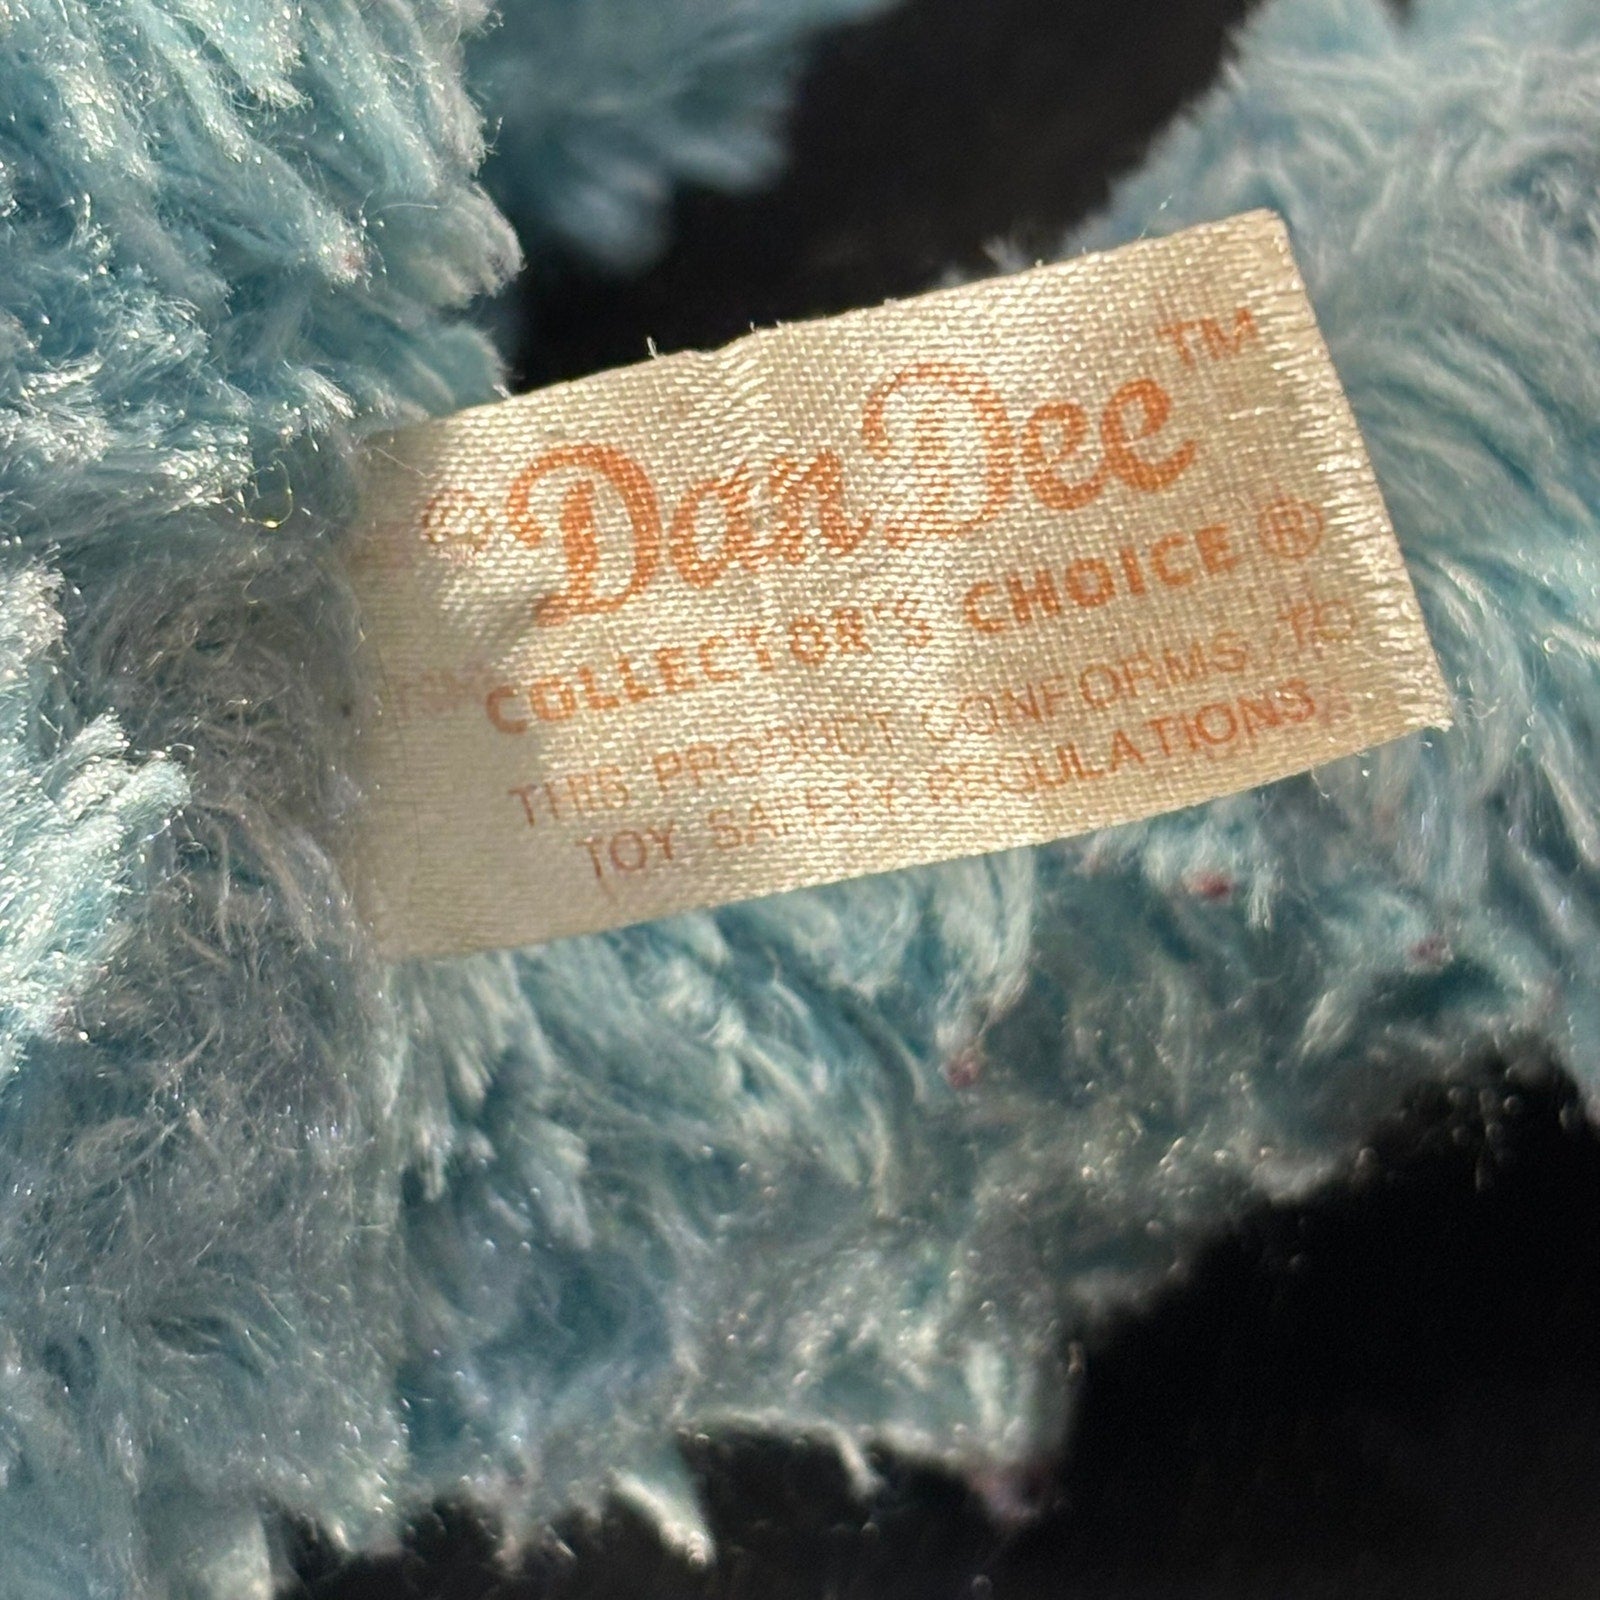 Dan Dee™
COLLECTOR'S CHOICE®
THIS PRODUCT CONFORMS TO
TOY SAFETY REGULATIONS